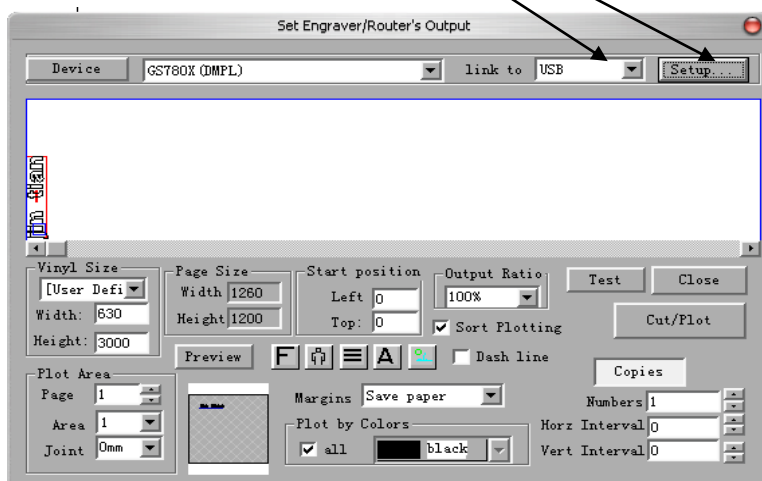 Set Engraver/Router's Output
Device GS780X (DMPL) link to USB Setup...
Jin tian
Vinyl Size
[User Defi
Width: 630
Height: 3000
Page Size
Width 1260
Height 1200
Start position
Left 0
Top: 0
Output Ratio
100%
Sort Plotting
Test Close
Cut/Plot
Preview F A Dash line
Copies
Plot Area
Page 1
Area 1
Joint 0mm
Margins Save paper
Plot by Colors
all black
Numbers 1
Horz Interval 0
Vert Interval 0